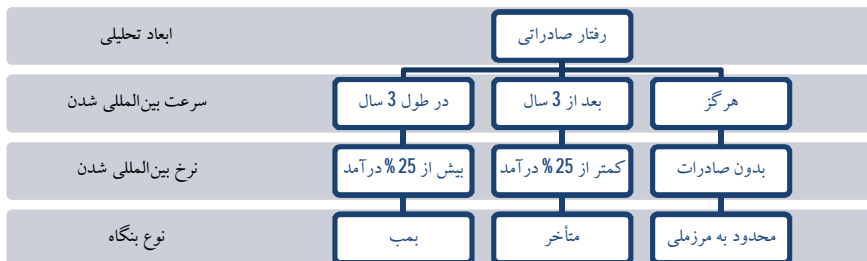 رفتار صادراتی
ابعاد تحلیلی
هرگز
بعد از 3 سال
در طول 3 سال
سرعت بین‌المللی شدن
بدون صادرات
کمتر از 25% درآمد
بیش از 25% درآمد
نرخ بین‌المللی شدن
محدود به مرزملی
متأخر
بمب
نوع بنگاه